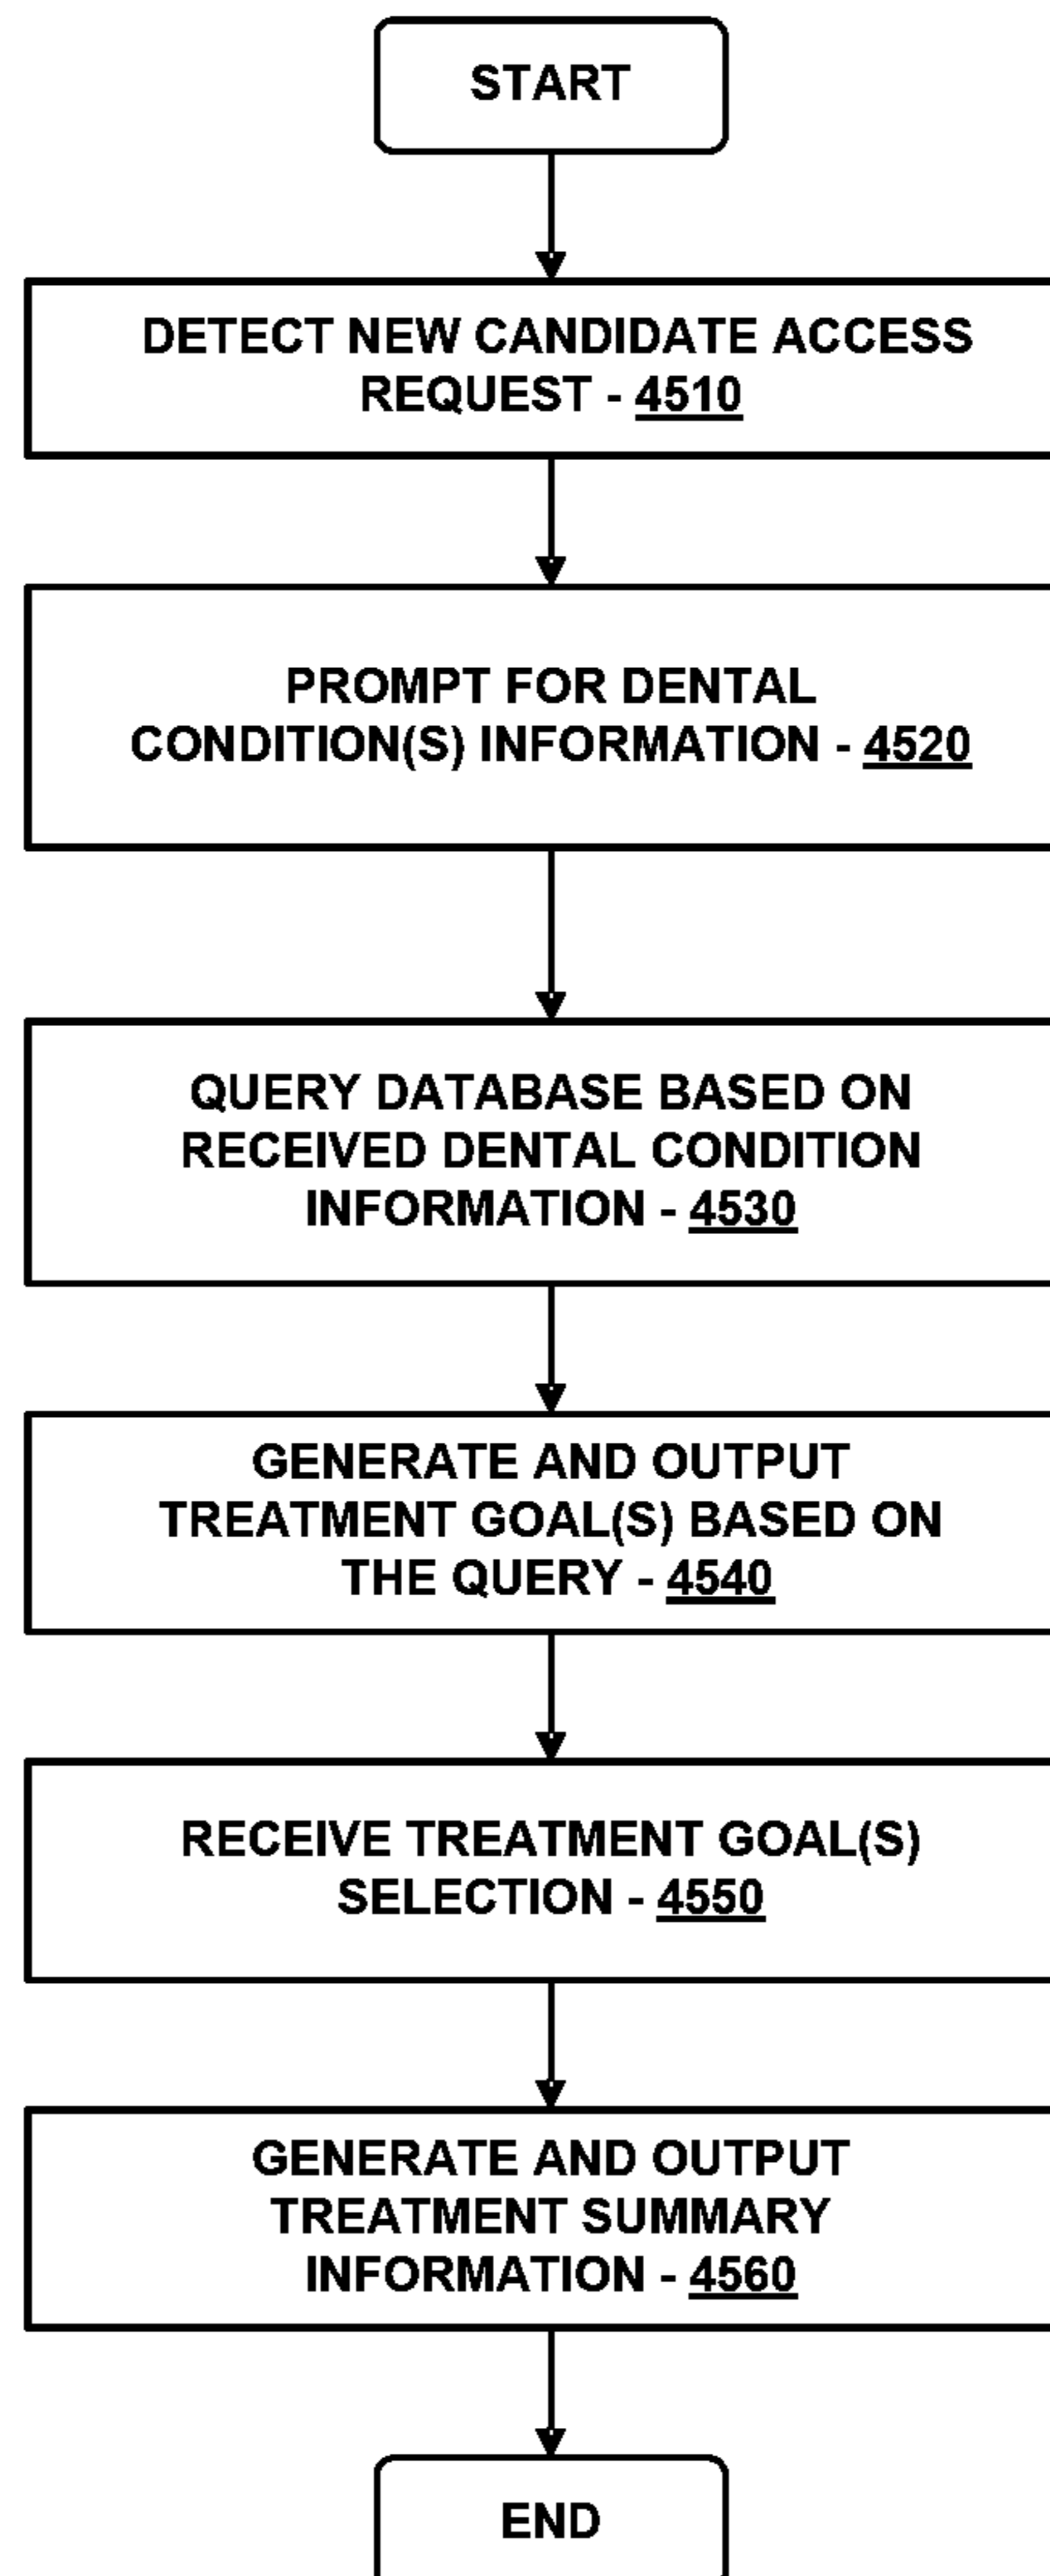 START
DETECT NEW CANDIDATE ACCESS
REQUEST - 4510
PROMPT FOR DENTAL
CONDITION(S) INFORMATION - 4520
QUERY DATABASE BASED ON
RECEIVED DENTAL CONDITION
INFORMATION - 4530
GENERATE AND OUTPUT
TREATMENT GOAL(S) BASED ON
THE QUERY - 4540
RECEIVE TREATMENT GOAL(S)
SELECTION - 4550
GENERATE AND OUTPUT
TREATMENT SUMMARY
INFORMATION - 4560
END